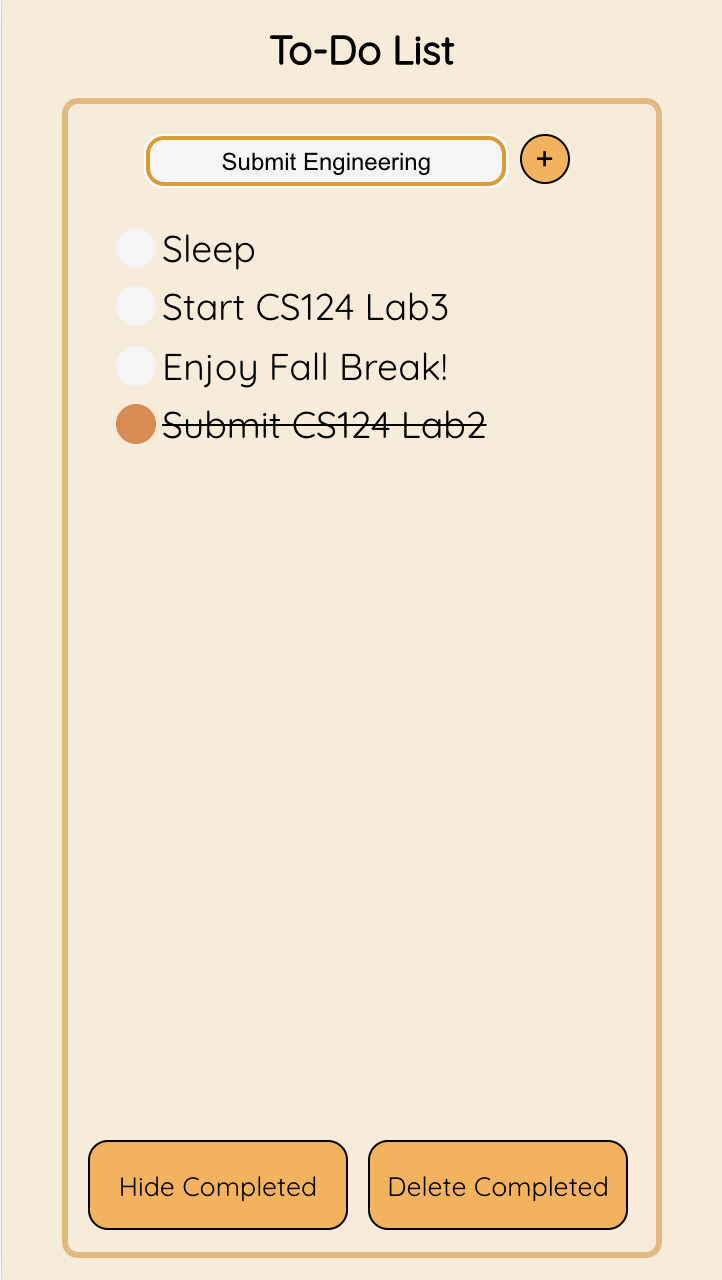 To-Do List
Submit Engineering
+
Sleep
Start CS124 Lab3
Enjoy Fall Break!
Submit CS124 Lab2
Hide Completed
Delete Completed